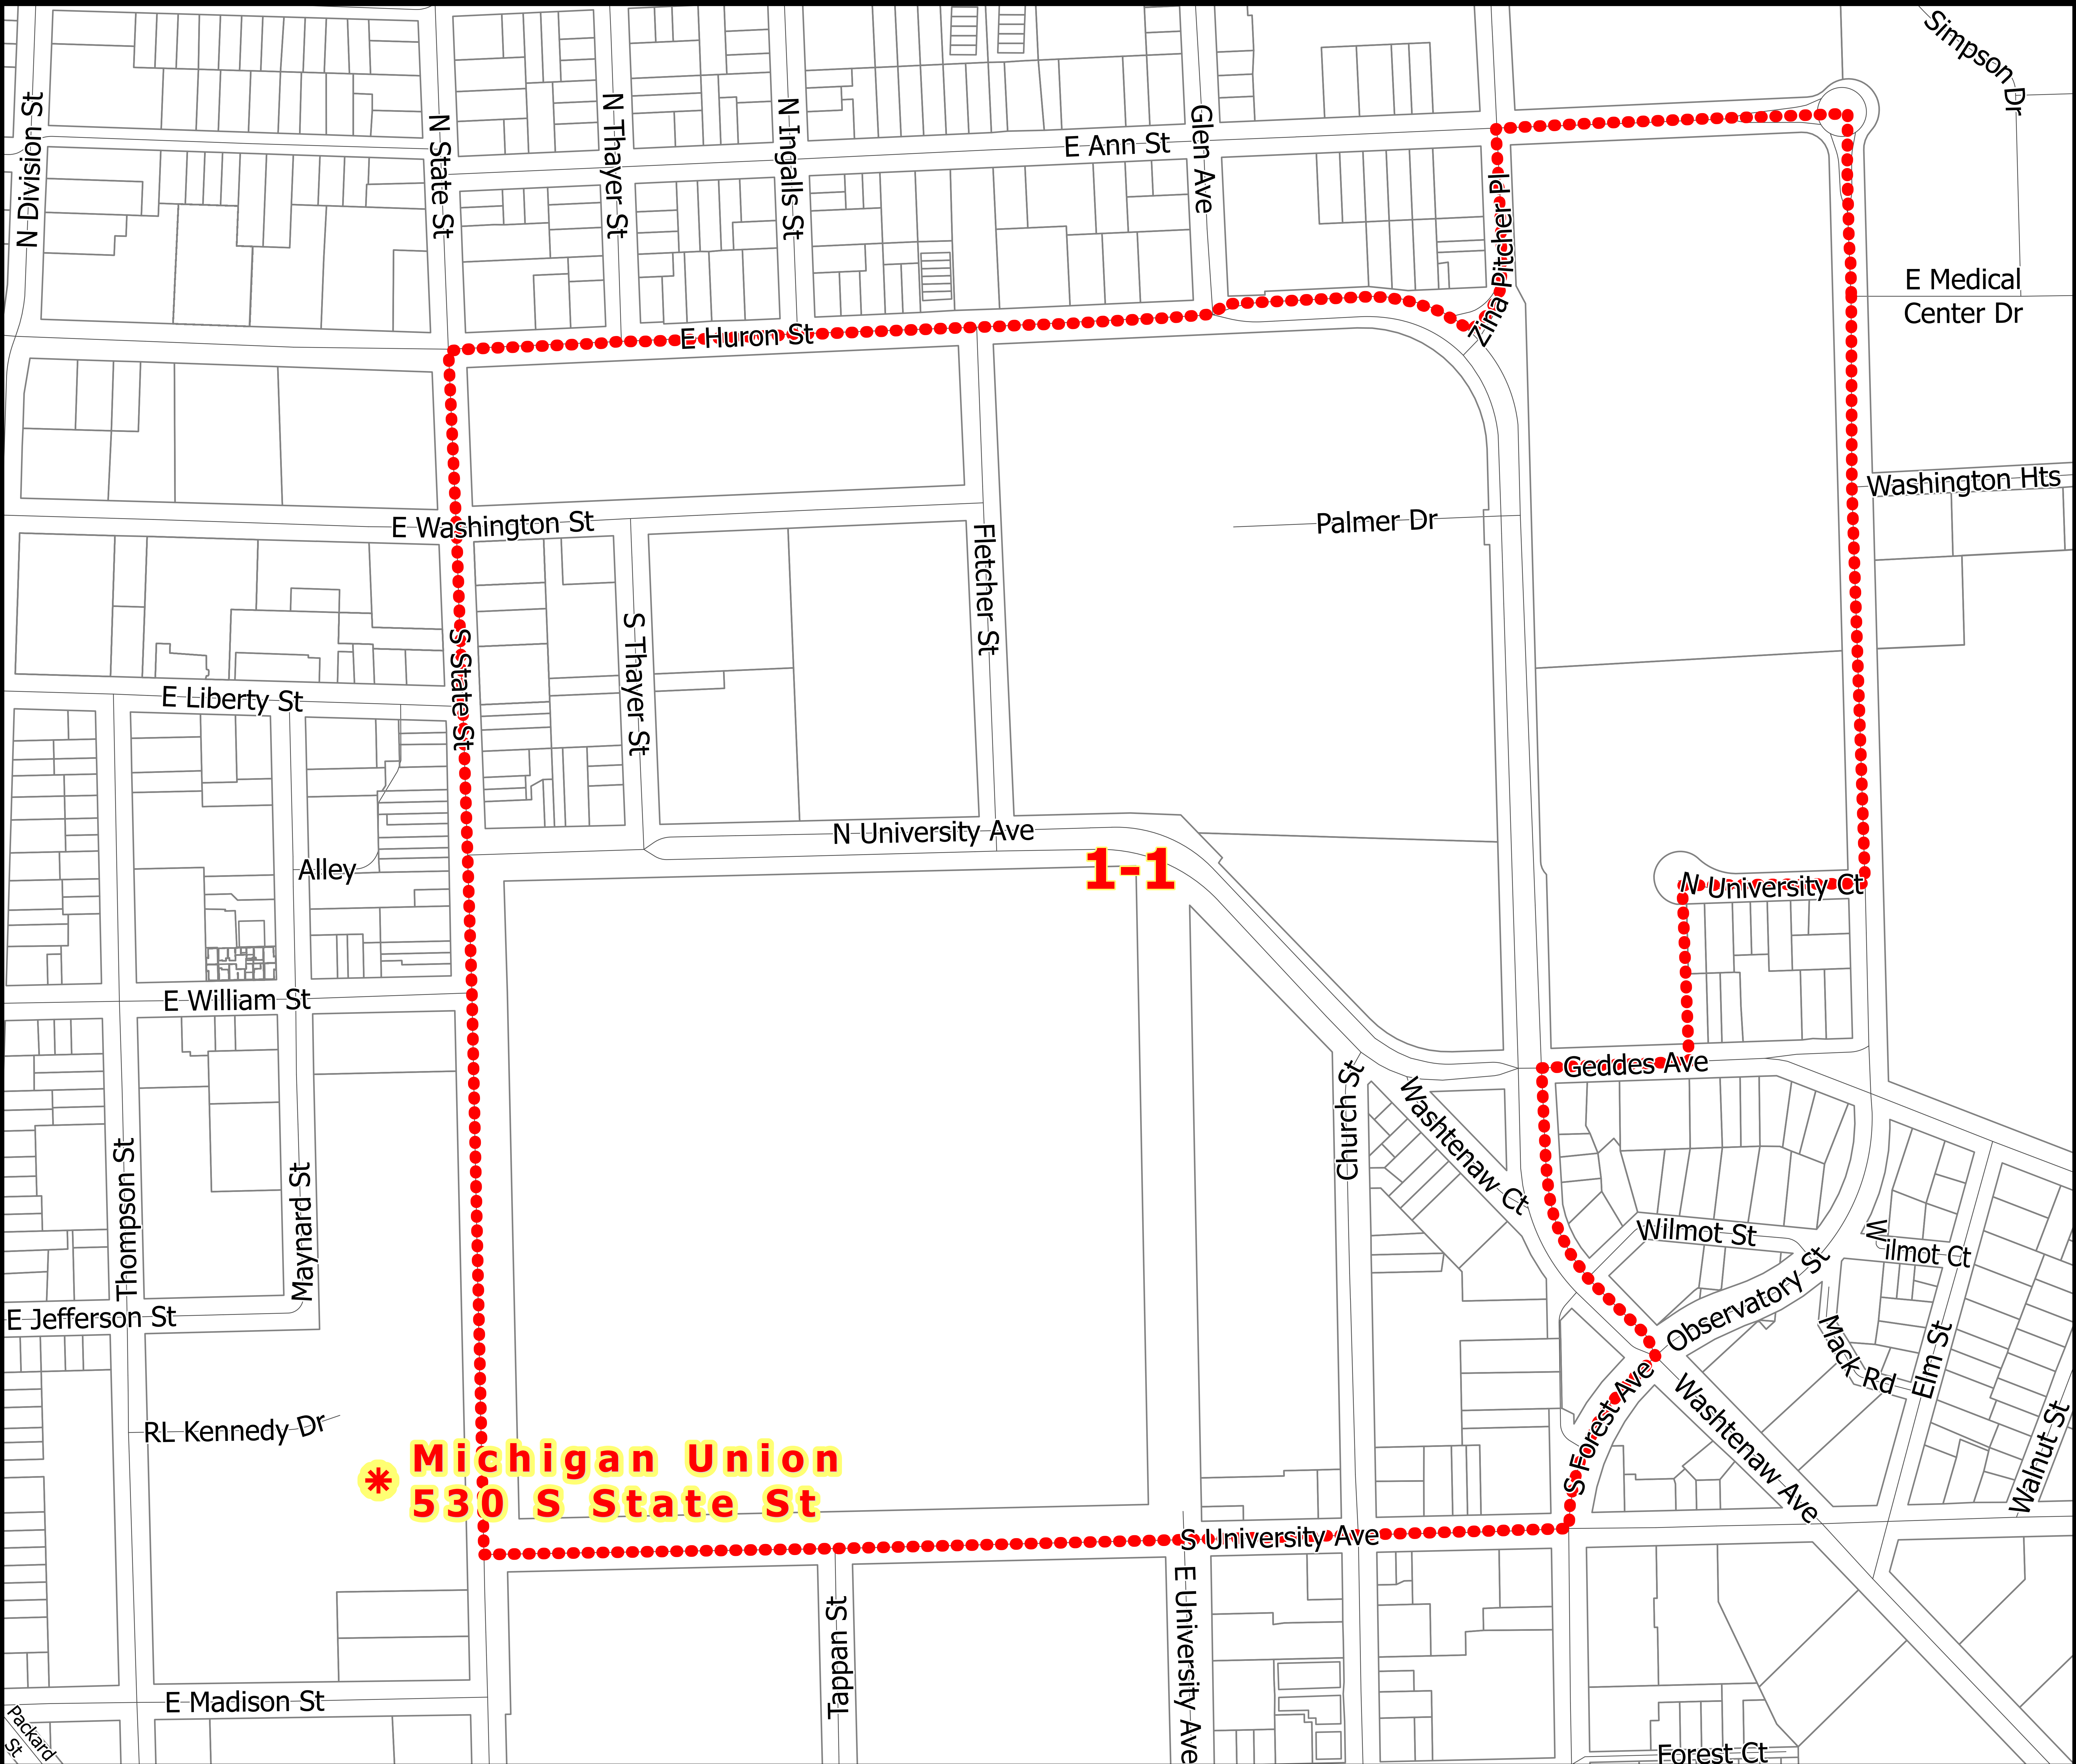 Simpson Dr
N Division St
N State St
N Thayer St
N Ingalls St
Glen Ave
E Ann St
Zina Pitcher Pl
E Medical
Center Dr
E Huron St
Washington Hts
E Washington St
Palmer Dr
Fletcher St
S State St
S Thayer St
E Liberty St
N University Ave
1-1
Alley
N University Ct
E William St
Geddes Ave
Church St
Washtenaw Ct
Thompson St
Maynard St
Wilmot St
Wilmot Ct
Observatory St
E Jefferson St
Mack Rd
Elm St
S Forest Ave
Washtenaw Ave
Walnut St
RL Kennedy Dr
Michigan Union
530 S State St
S University Ave
E University Ave
Tappan St
E Madison St
Packard
St
Forest Ct